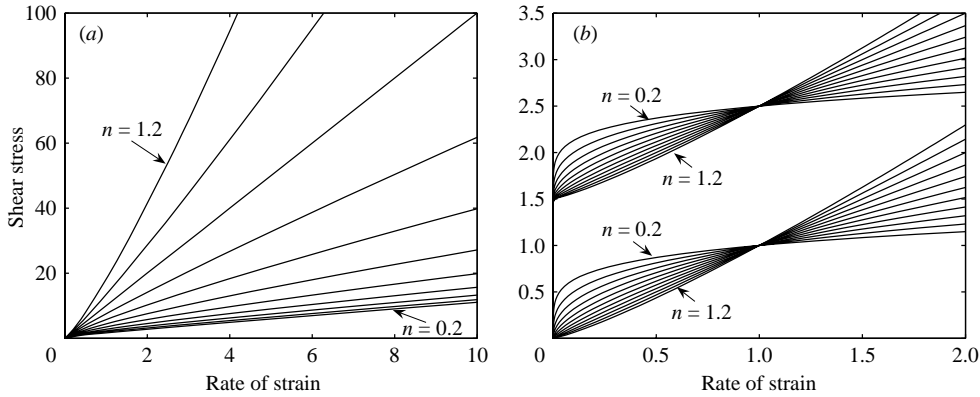 (a)
100
80
60
40
20
0
2
4
6
8
10
n = 1.2
n = 0.2
Shear stress
Rate of strain
(b)
3.5
3.0
2.5
2.0
1.5
1.0
0.5
0
0.5
1.0
1.5
2.0
n = 0.2
n = 1.2
n = 0.2
n = 1.2
Rate of strain